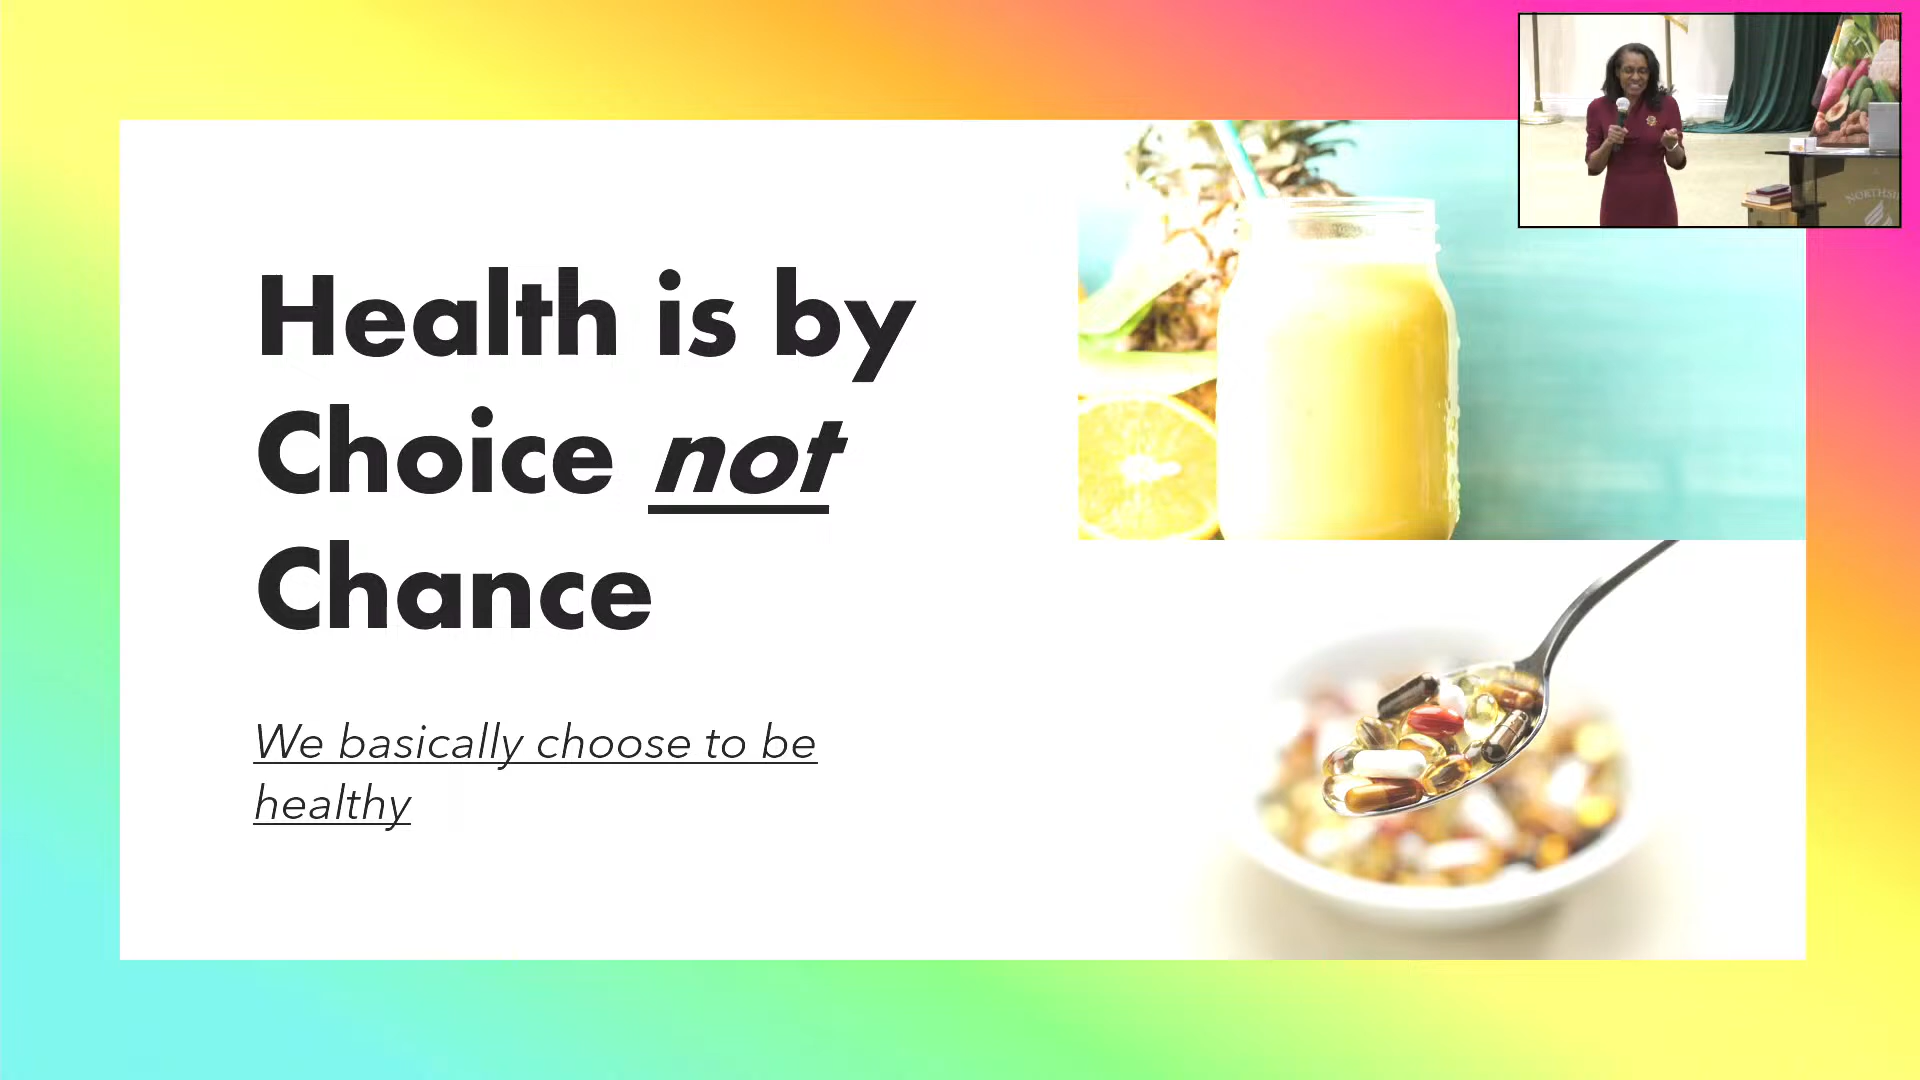 Health is by
Choice not
Chance
We basically choose to be
healthy